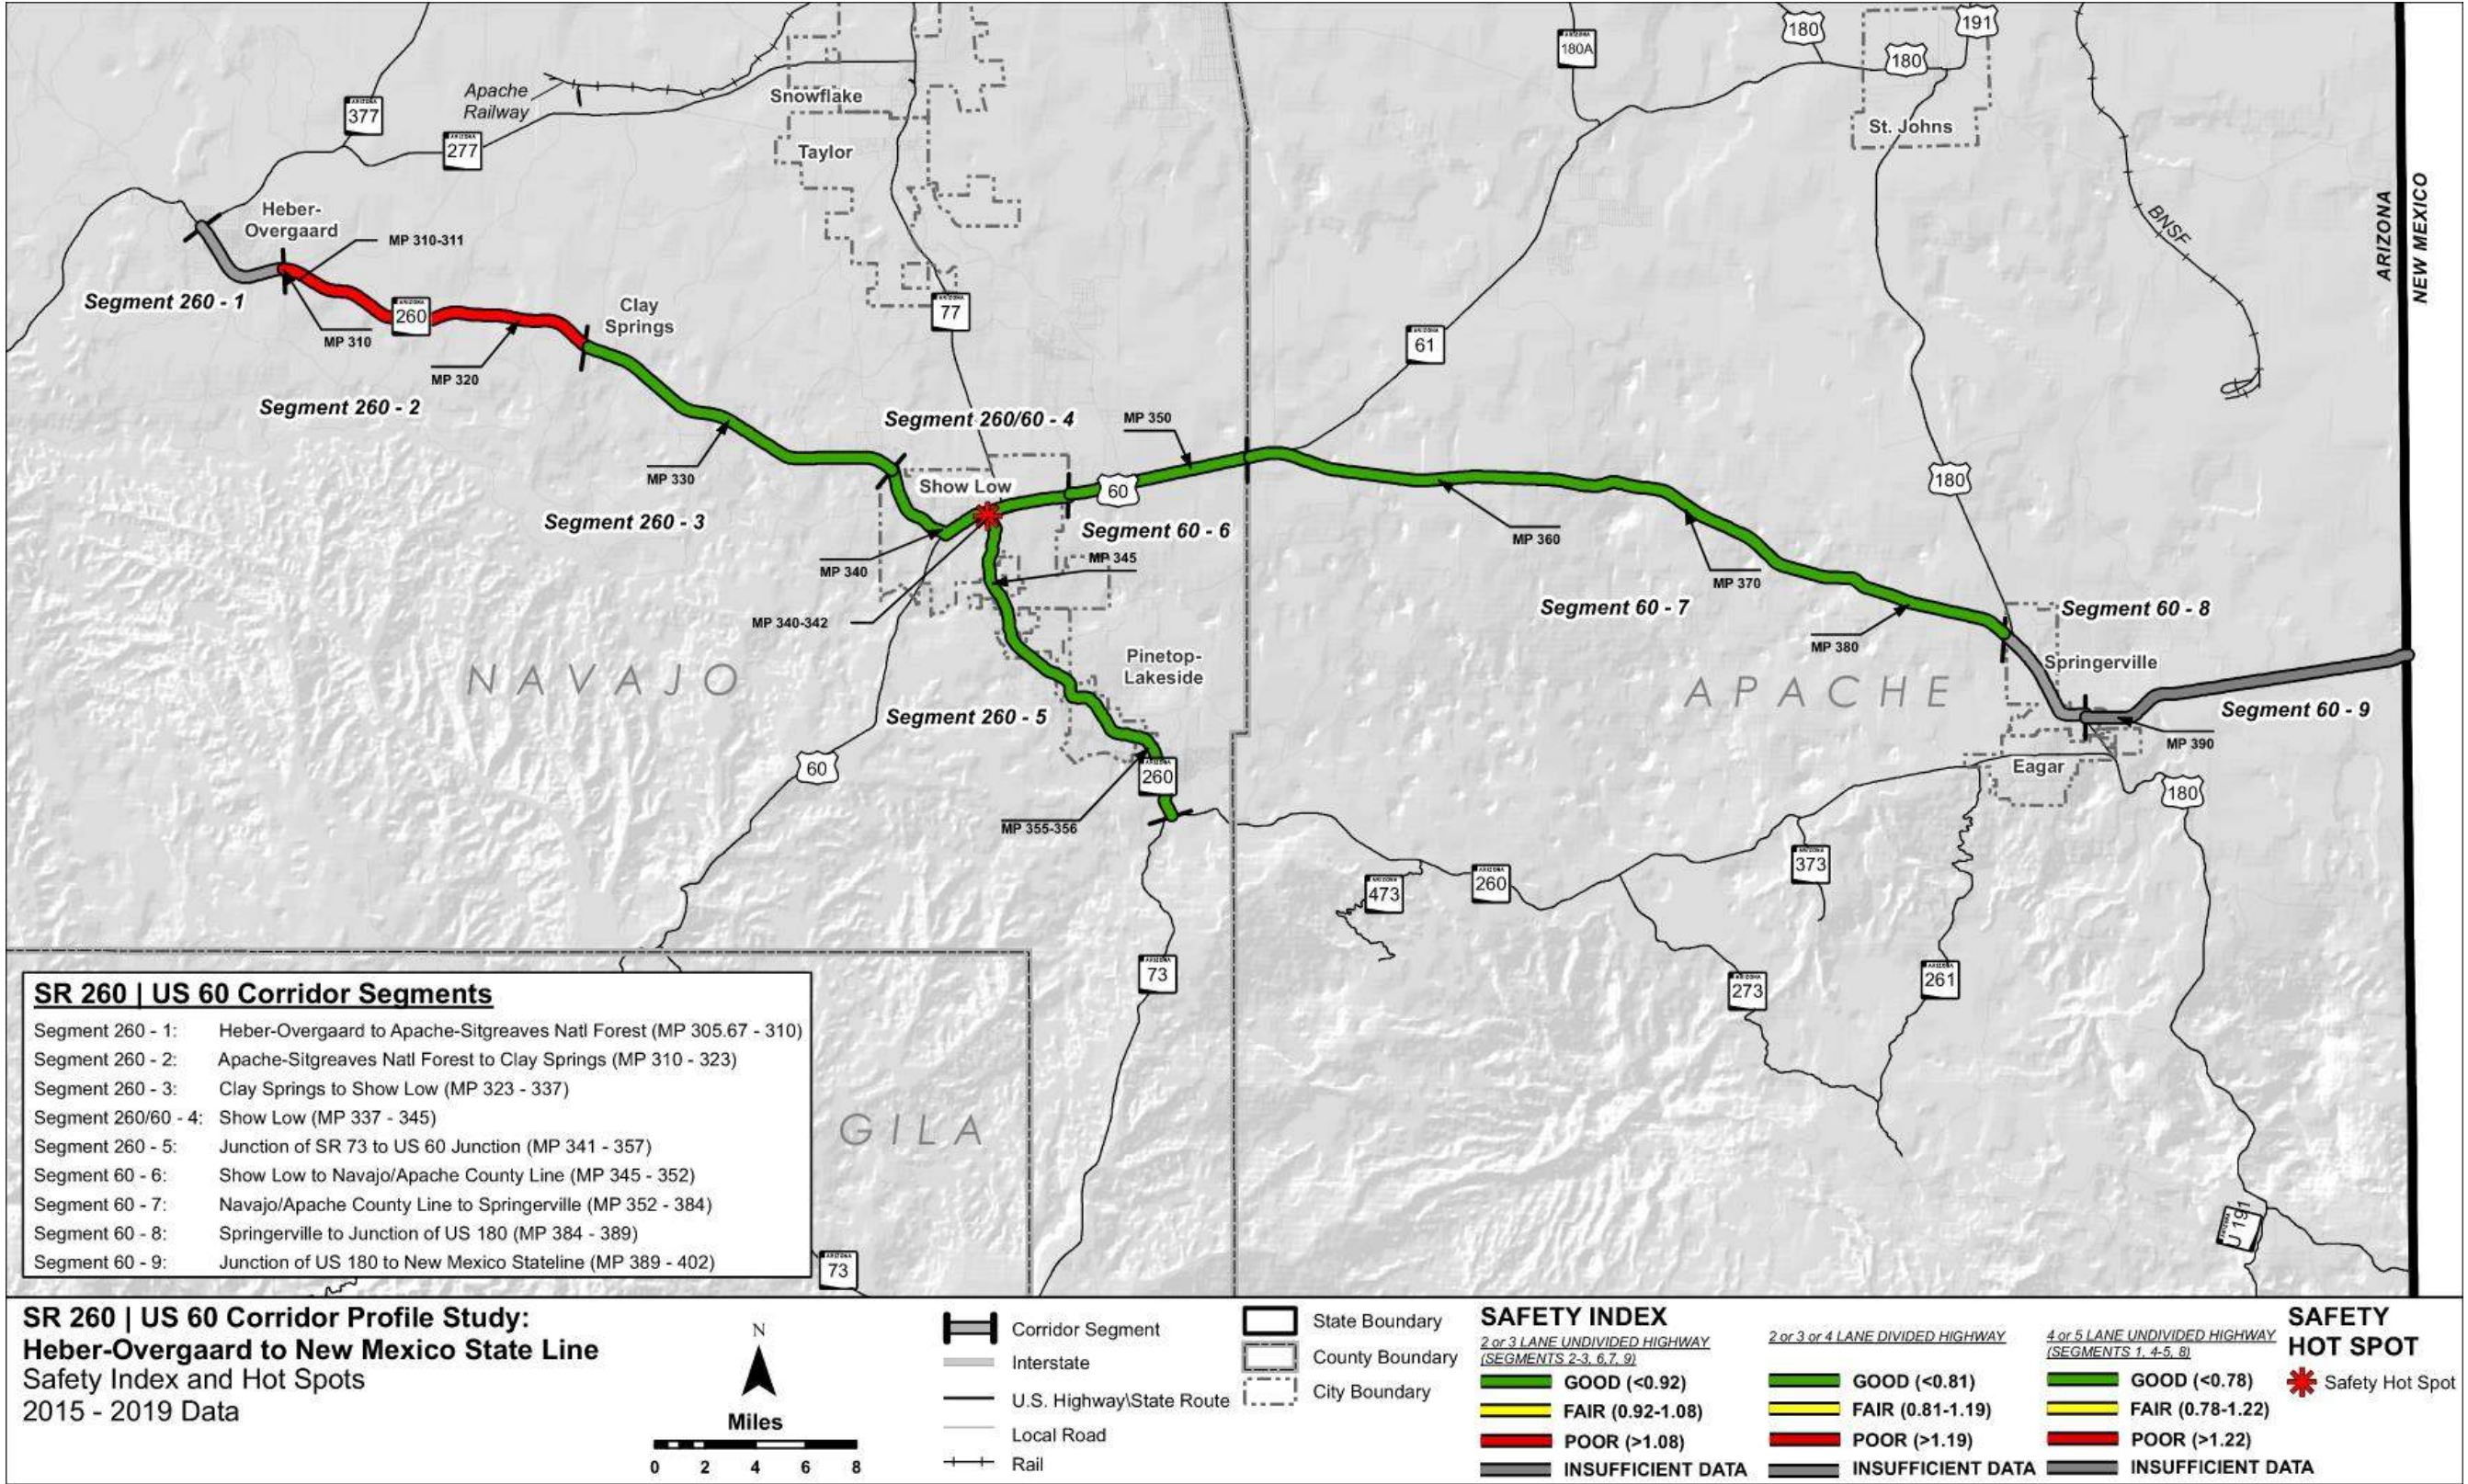 180A
180
191
180
Apache
Railway
Snowflake
377
277
Taylor
St. Johns
ARIZONA
NEW MEXICO
BNSF
Heber-
Overgaard
MP 310-311
Segment 260 - 1
260
Clay
Springs
77
61
MP 310
MP 320
Segment 260 - 2
Segment 260/60 - 4
MP 350
MP 330
Show Low
60
180
Segment 260 - 3
Segment 60 - 6
MP 360
MP 340
MP 345
MP 370
MP 340-342
Segment 60 - 7
Segment 60 - 8
MP 380
Pinetop-
Lakeside
Springerville
NAVAJO
APACHE
Segment 260 - 5
Segment 60 - 9
MP 390
60
260
Eagar
180
MP 355-356
373
473
260
73
273
261
GILA
U 191
73
SR 260 | US 60 Corridor Segments
Segment 260 - 1: Heber-Overgaard to Apache-Sitgreaves Natl Forest (MP 305.67 - 310)
Segment 260 - 2: Apache-Sitgreaves Natl Forest to Clay Springs (MP 310 - 323)
Segment 260 - 3: Clay Springs to Show Low (MP 323 - 337)
Segment 260/60 - 4: Show Low (MP 337 - 345)
Segment 260 - 5: Junction of SR 73 to US 60 Junction (MP 341 - 357)
Segment 60 - 6: Show Low to Navajo/Apache County Line (MP 345 - 352)
Segment 60 - 7: Navajo/Apache County Line to Springerville (MP 352 - 384)
Segment 60 - 8: Springerville to Junction of US 180 (MP 384 - 389)
Segment 60 - 9: Junction of US 180 to New Mexico Stateline (MP 389 - 402)
SR 260 | US 60 Corridor Profile Study:
Heber-Overgaard to New Mexico State Line
Safety Index and Hot Spots
2015 - 2019 Data
N
Miles
0 2 4 6 8
Corridor Segment
Interstate
U.S. Highway\State Route
Local Road
Rail
State Boundary
County Boundary
City Boundary
SAFETY INDEX
2 or 3 LANE UNDIVIDED HIGHWAY
(SEGMENTS 2-3, 6,7, 9)
GOOD (<0.92)
FAIR (0.92-1.08)
POOR (>1.08)
INSUFFICIENT DATA
2 or 3 or 4 LANE DIVIDED HIGHWAY
GOOD (<0.81)
FAIR (0.81-1.19)
POOR (>1.19)
INSUFFICIENT DATA
4 or 5 LANE UNDIVIDED HIGHWAY
(SEGMENTS 1, 4-5, 8)
GOOD (<0.78)
FAIR (0.78-1.22)
POOR (>1.22)
INSUFFICIENT DATA
SAFETY
HOT SPOT
Safety Hot Spot